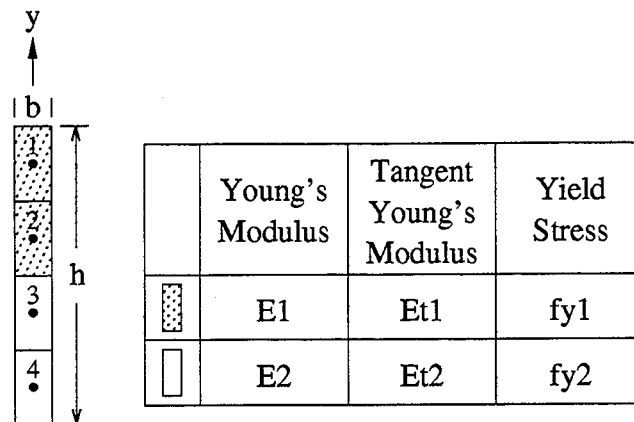 y
b
1
2
3
4
h
Young's Modulus
Tangent Young's Modulus
Yield Stress
E1 Et1 fy1
E2 Et2 fy2